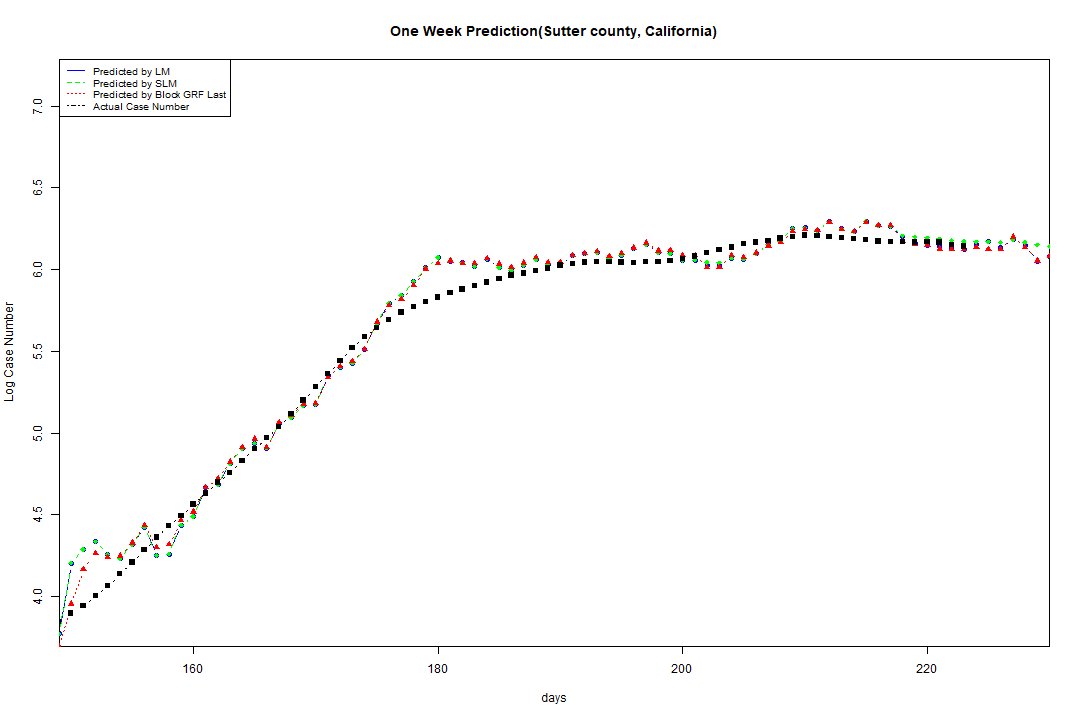 One Week Prediction(Sutter county, California)
Predicted by LM
Predicted by SLM
Predicted by Block GRF Last
Actual Case Number
7.0
6.5
6.0
5.5
5.0
4.5
4.0
Log Case Number
160 180 200 220
days